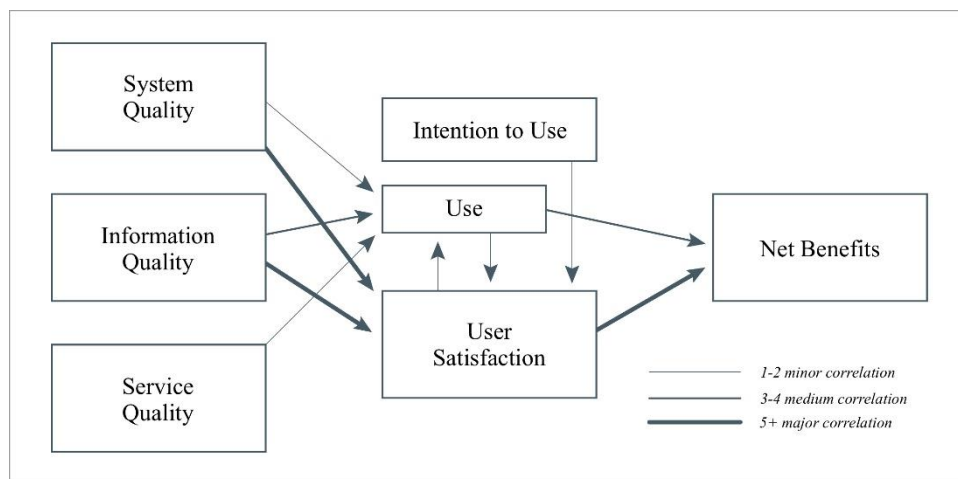 System
Quality
Intention to Use
Use
Information
Quality
Net Benefits
User
Satisfaction
Service
Quality
1-2 minor correlation
3-4 medium correlation
5+ major correlation